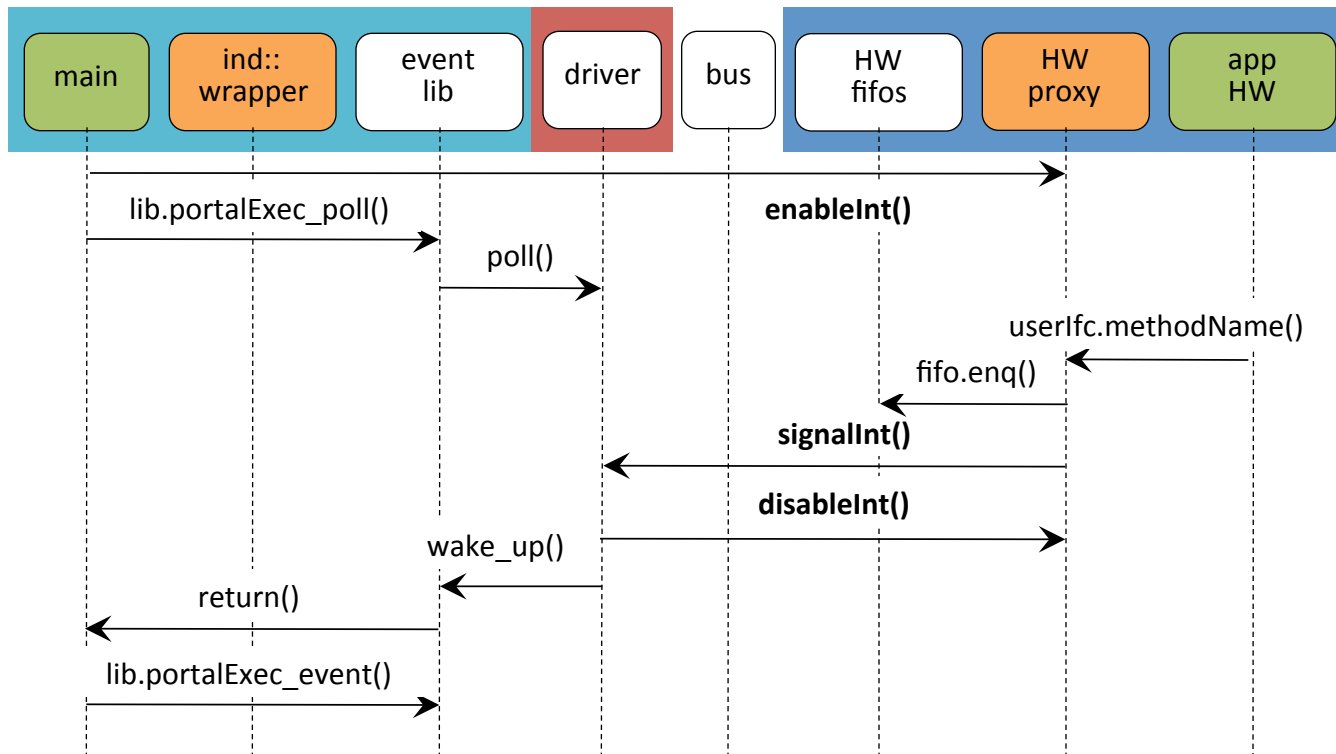 main
ind::
wrapper
event
lib
driver
bus
HW
fifos
HW
proxy
app
HW
lib.portalExec_poll()
enableInt()
poll()
userIfc.methodName()
fifo.enq()
signalInt()
disableInt()
wake_up()
return()
lib.portalExec_event()